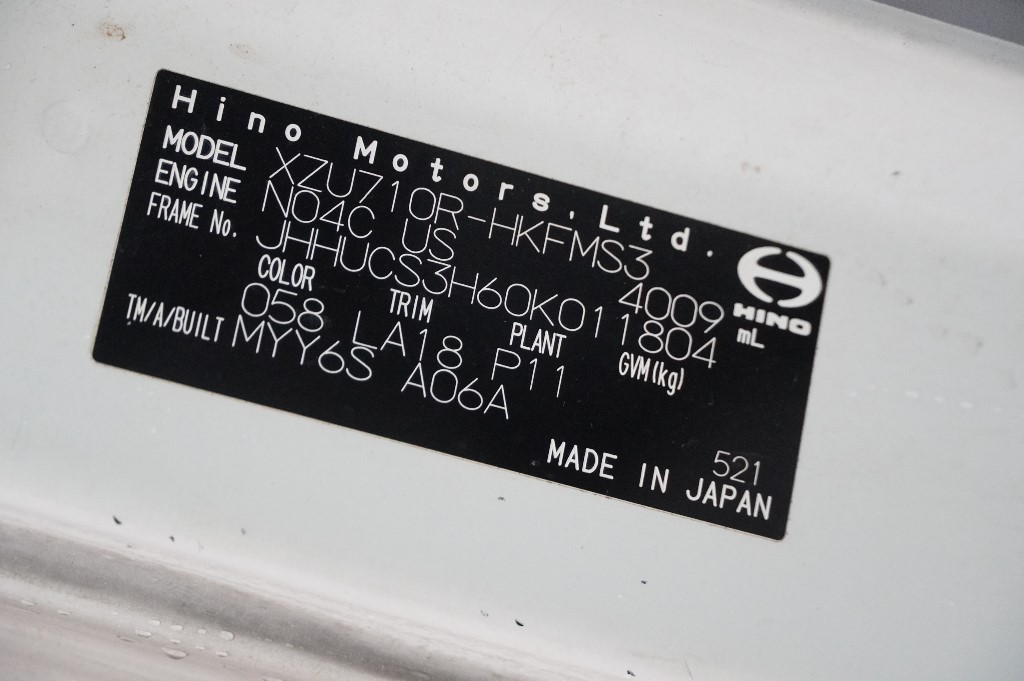 Hino Motors,Ltd.
MODEL XZU710R-HKFMS3
ENGINE N04C US 4009 mL
FRAME No. JHHUCS3H60K011804
COLOR TRIM PLANT GVM(kg)
058 LA18 P11
TM/A/BUILT MYY6S A06A
521
MADE IN JAPAN
HINO